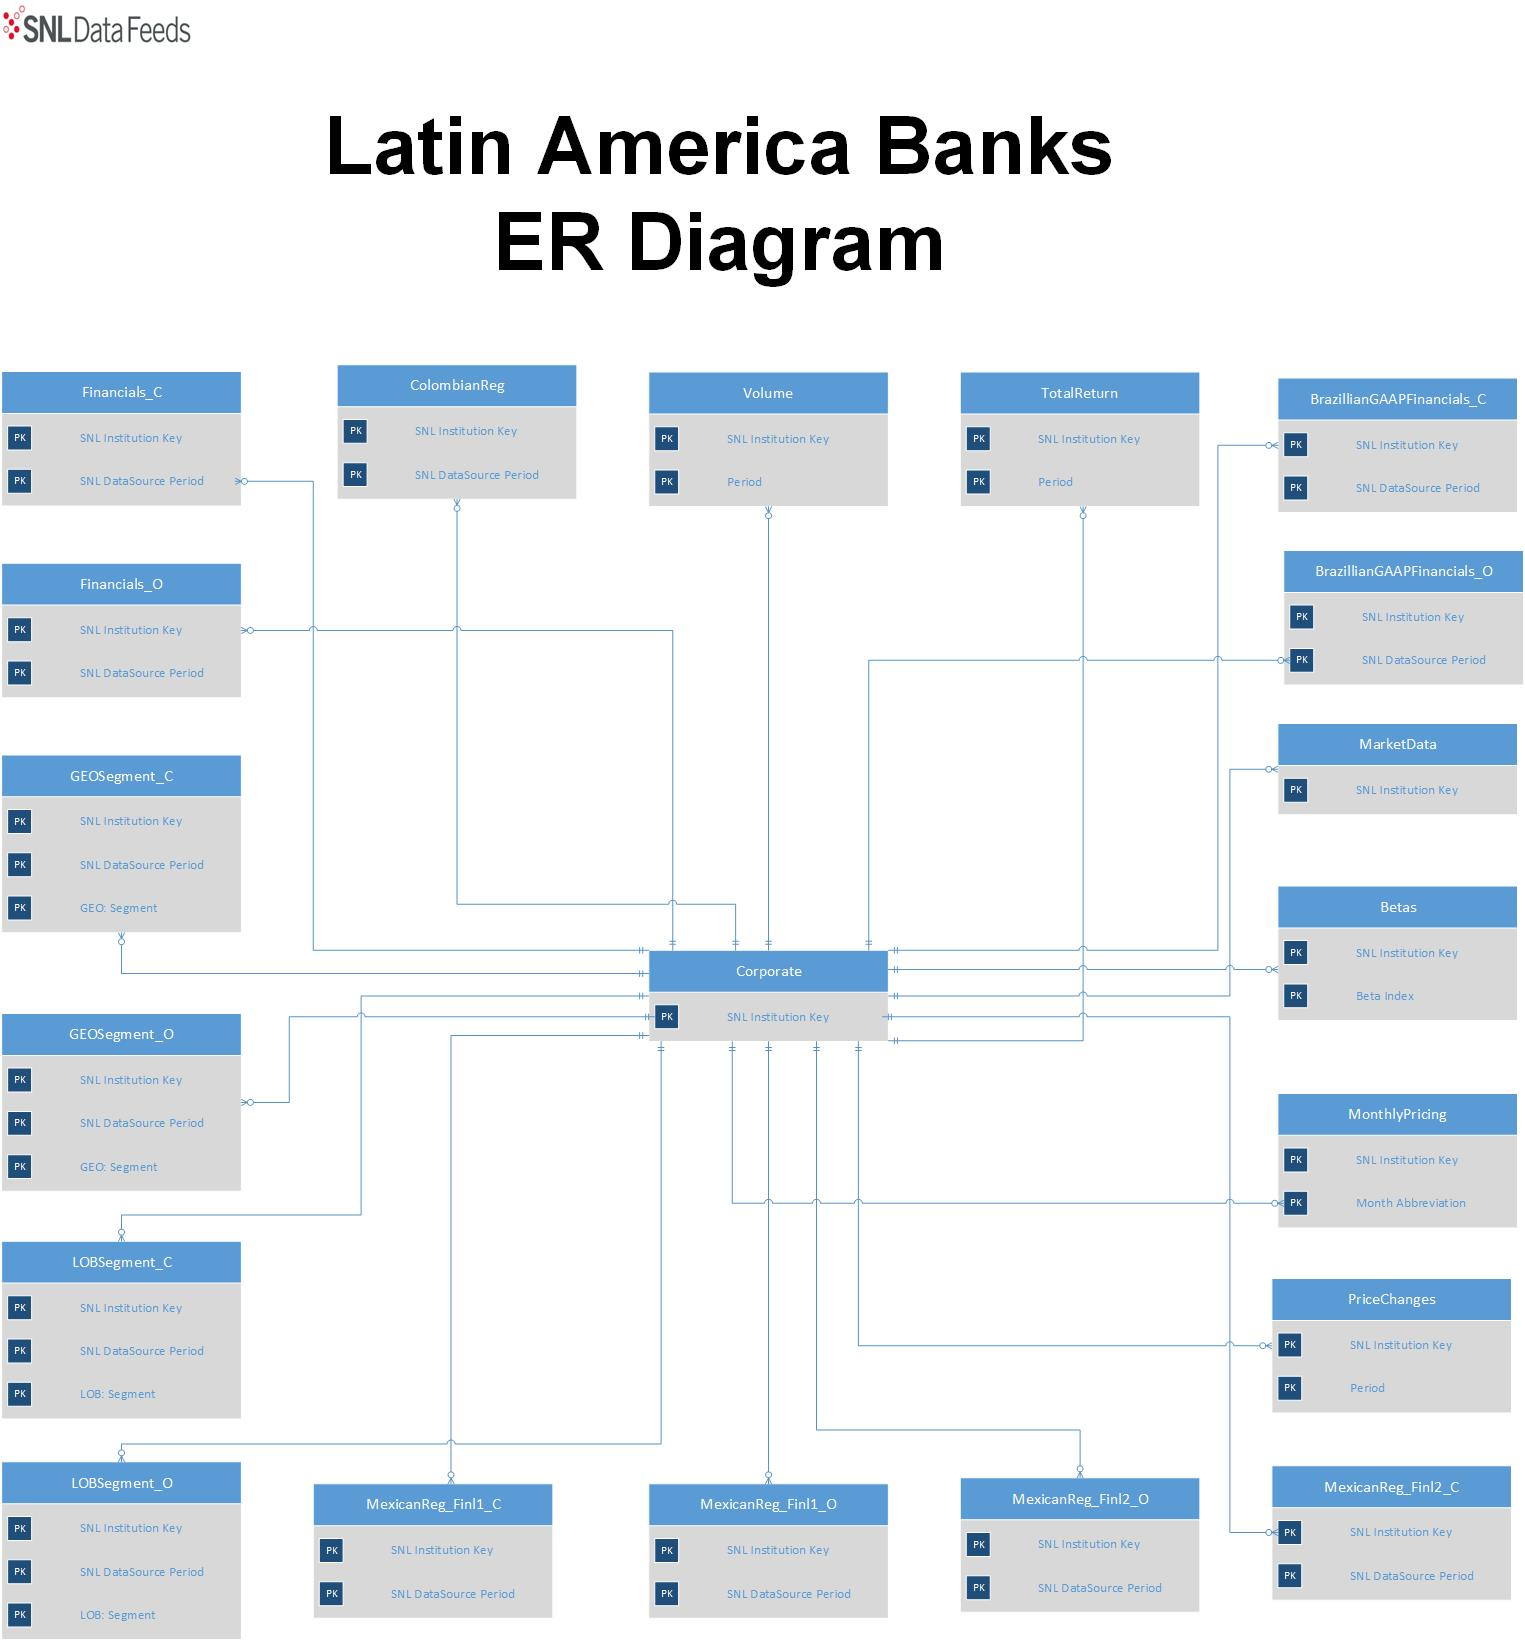 SNL Data Feeds
Latin America Banks
ER Diagram
Financials_C
PK SNL Institution Key
PK SNL DataSource Period
ColombianReg
PK SNL Institution Key
PK SNL DataSource Period
Volume
PK SNL Institution Key
PK Period
TotalReturn
PK SNL Institution Key
PK Period
BrazillianGAAPFinancials_C
PK SNL Institution Key
PK SNL DataSource Period
Financials_O
PK SNL Institution Key
PK SNL DataSource Period
BrazillianGAAPFinancials_O
PK SNL Institution Key
PK SNL DataSource Period
GEOSegment_C
PK SNL Institution Key
PK SNL DataSource Period
PK GEO: Segment
MarketData
PK SNL Institution Key
Betas
PK SNL Institution Key
PK Beta Index
Corporate
PK SNL Institution Key
GEOSegment_O
PK SNL Institution Key
PK SNL DataSource Period
PK GEO: Segment
MonthlyPricing
PK SNL Institution Key
PK Month Abbreviation
LOBSegment_C
PK SNL Institution Key
PK SNL DataSource Period
PK LOB: Segment
PriceChanges
PK SNL Institution Key
PK Period
LOBSegment_O
PK SNL Institution Key
PK SNL DataSource Period
PK LOB: Segment
MexicanReg_Finl1_C
PK SNL Institution Key
PK SNL DataSource Period
MexicanReg_Finl1_O
PK SNL Institution Key
PK SNL DataSource Period
MexicanReg_Finl2_O
PK SNL Institution Key
PK SNL DataSource Period
MexicanReg_Finl2_C
PK SNL Institution Key
PK SNL DataSource Period